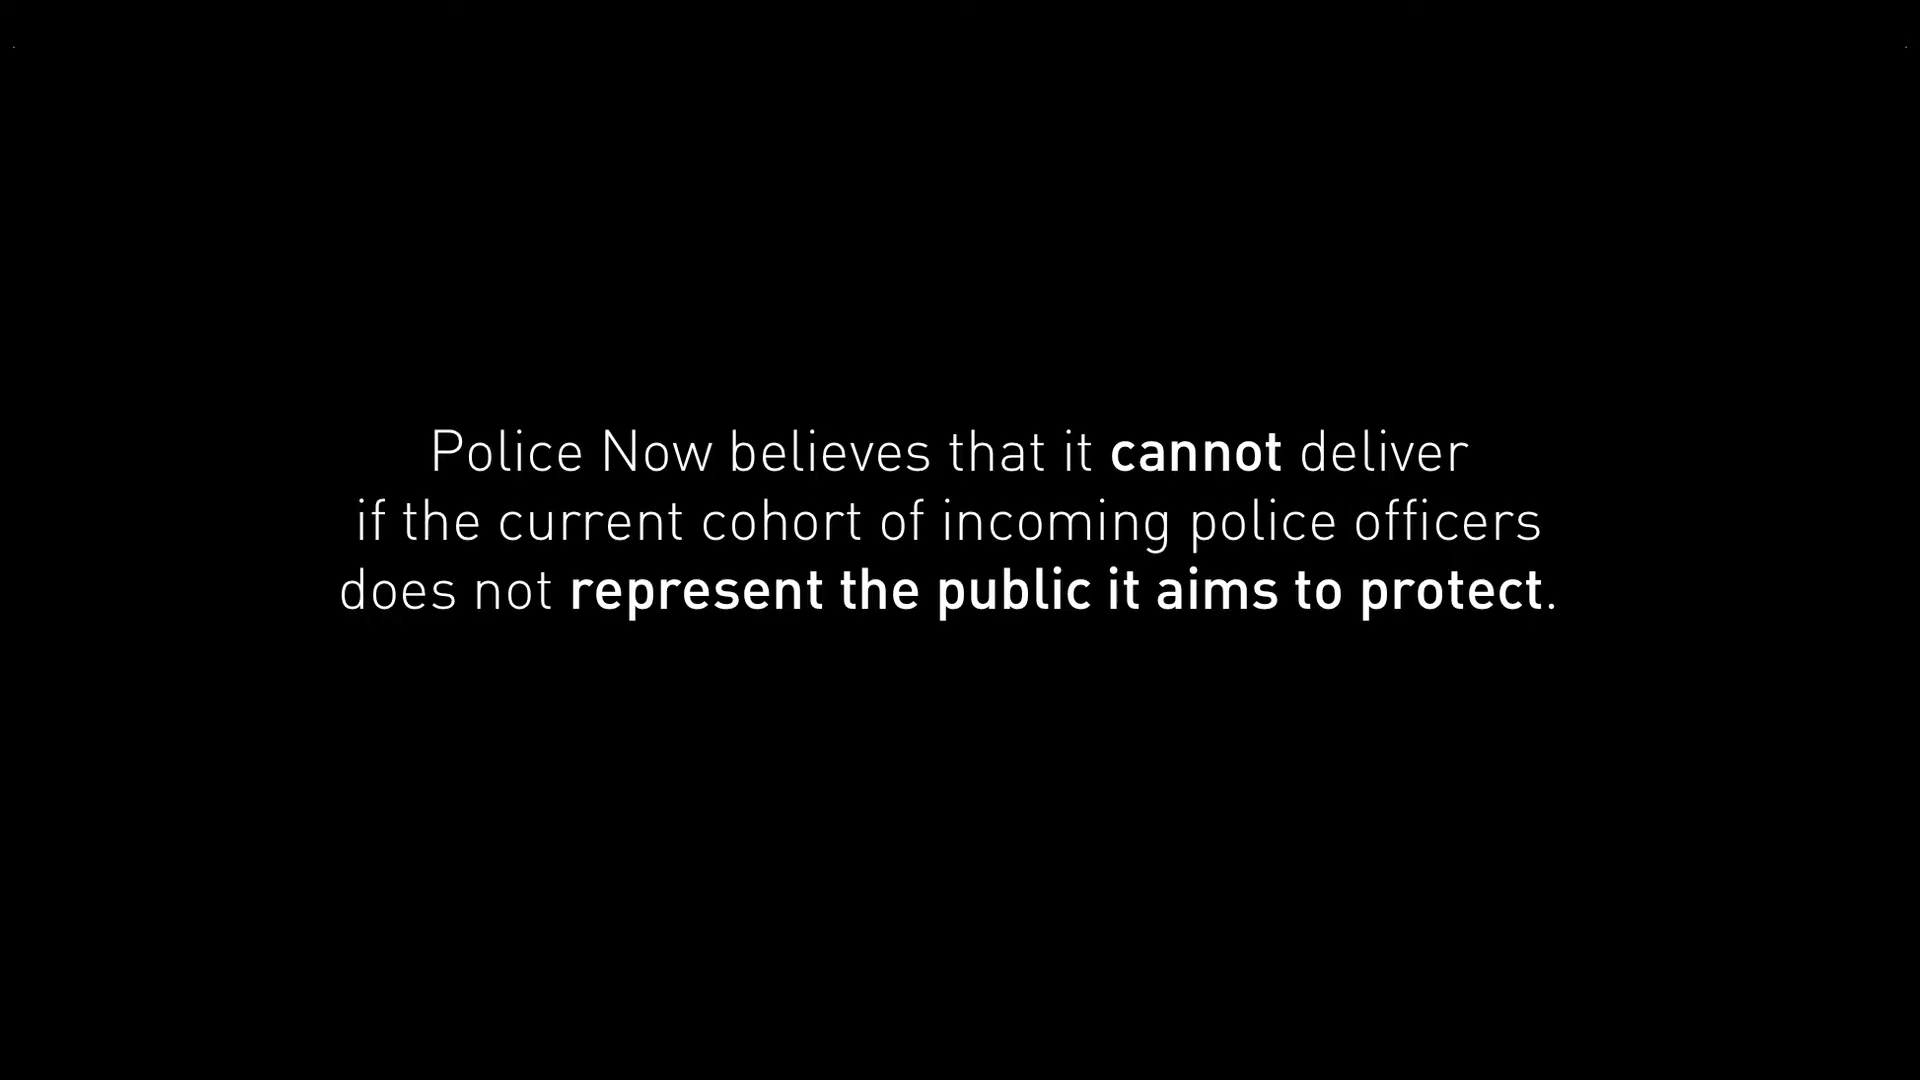 Police Now believes that it cannot deliver
if the current cohort of incoming police officers
does not represent the public it aims to protect.